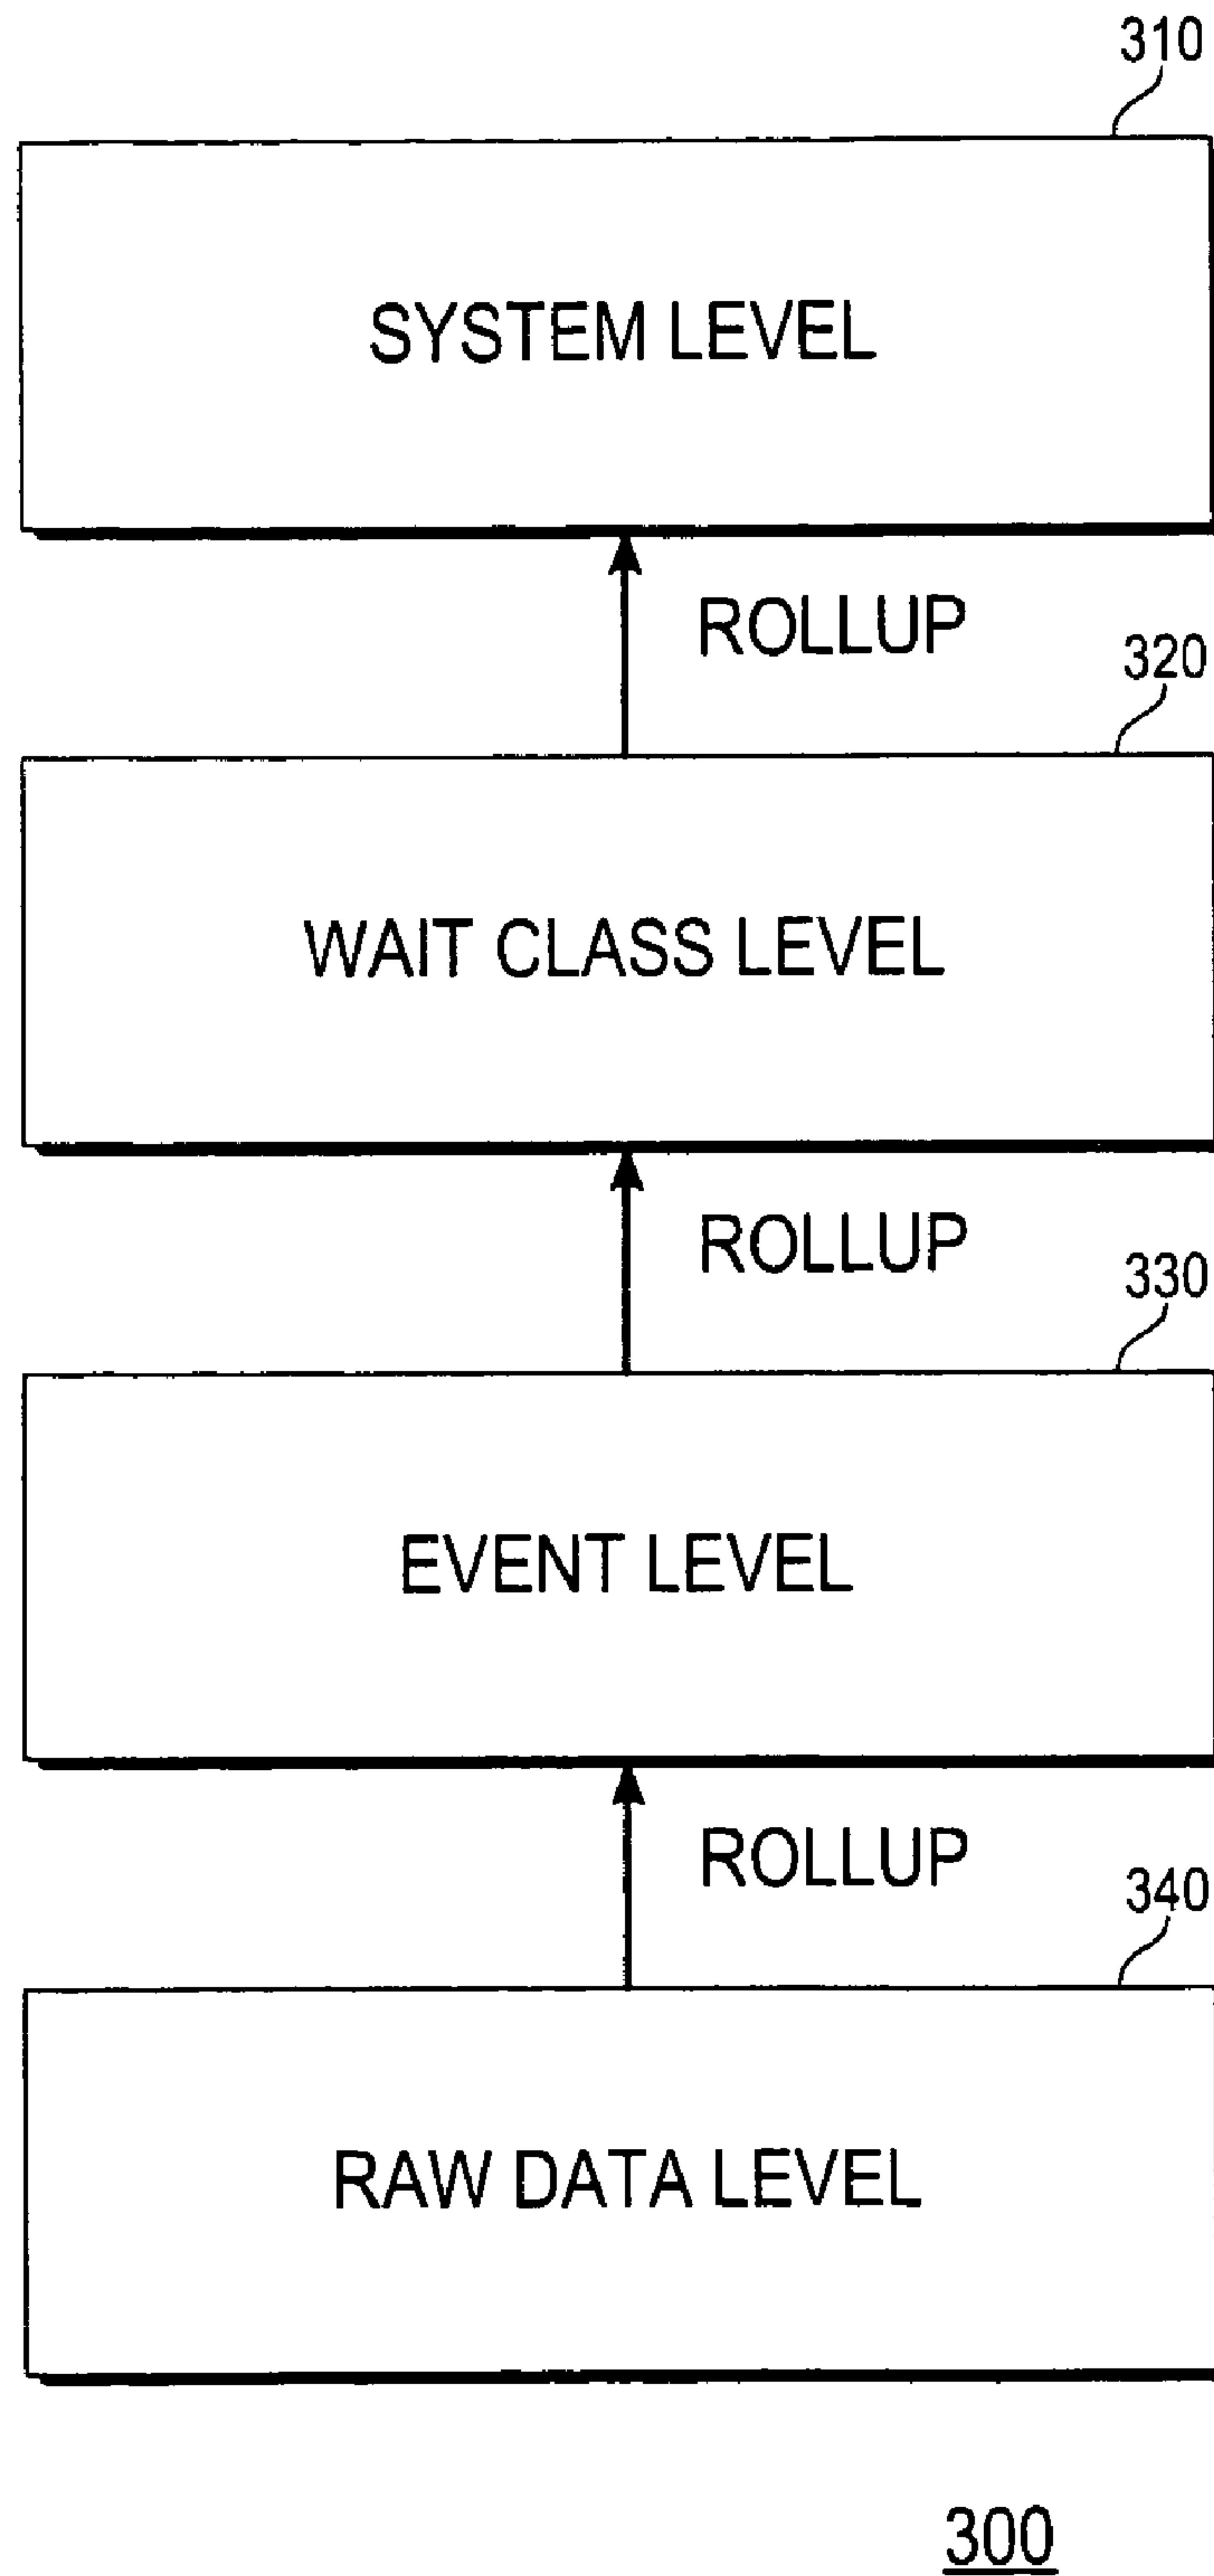 310
SYSTEM LEVEL
ROLLUP
320
WAIT CLASS LEVEL
ROLLUP
330
EVENT LEVEL
ROLLUP
340
RAW DATA LEVEL
300